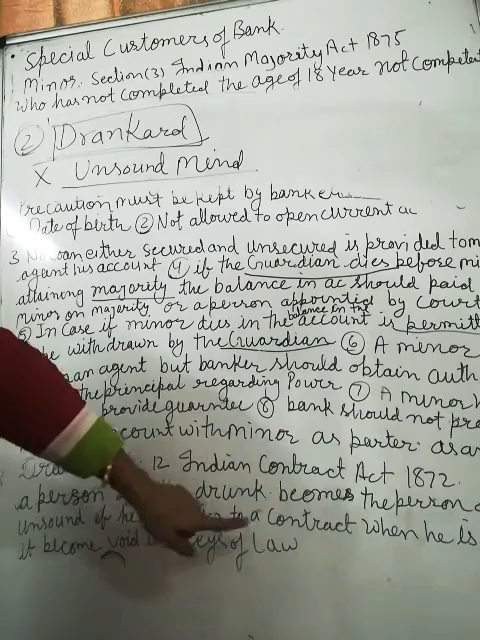 • Special Customers of Bank.
Minor. Section(3) Indian Majority Act 1875
Who has not completed the age of 18 Year not Competent
② Drankard
X Unsound Mind
Precaution must be kept by banker
Date of birth ② Not allowed to open current ac
3 No loan either secured and unsecured is provided to m
against his account ④ if the Guardian dies before mi
attaining majority the balance in ac should paid
minor on majority or a person appointed by court
⑤ In Case if minor dies in the balance in the account is permitt
be withdrawn by the Guardian ⑥ A minor
an agent but banker should obtain auth
the principal regarding Power ⑦ A minor
provide guarntee ⑧ bank should not pre
count with minor as parter as a
12 Indian Contract Act 1872.
a person drunk becomes the person
unsound of he to a Contract When he is
it become void eyes of Law